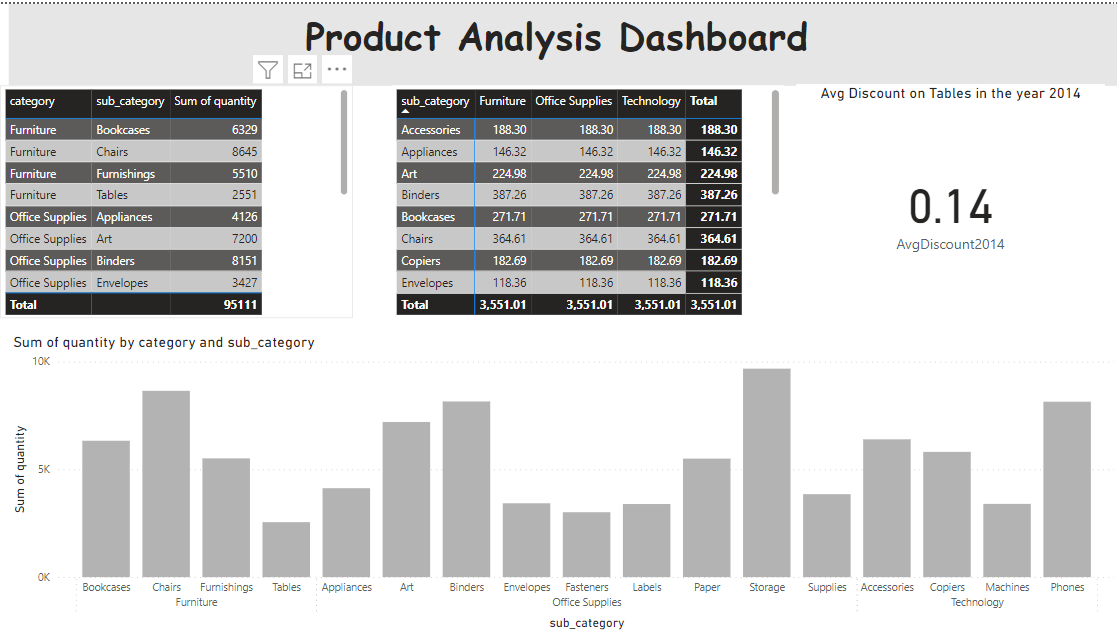 Product Analysis Dashboard
category sub_category Sum of quantity
Furniture Bookcases 6329
Furniture Chairs 8645
Furniture Furnishings 5510
Furniture Tables 2551
Office Supplies Appliances 4126
Office Supplies Art 7200
Office Supplies Binders 8151
Office Supplies Envelopes 3427
Total 95111
sub_category Furniture Office Supplies Technology Total
Accessories 188.30 188.30 188.30 188.30
Appliances 146.32 146.32 146.32 146.32
Art 224.98 224.98 224.98 224.98
Binders 387.26 387.26 387.26 387.26
Bookcases 271.71 271.71 271.71 271.71
Chairs 364.61 364.61 364.61 364.61
Copiers 182.69 182.69 182.69 182.69
Envelopes 118.36 118.36 118.36 118.36
Total 3,551.01 3,551.01 3,551.01 3,551.01
Avg Discount on Tables in the year 2014
0.14
AvgDiscount2014
Sum of quantity by category and sub_category
10K
5K
0K
Sum of quantity
Bookcases Chairs Furnishings Tables Appliances Art Binders Envelopes Fasteners Labels Paper Storage Supplies Accessories Copiers Machines Phones
Furniture Office Supplies Technology
sub_category